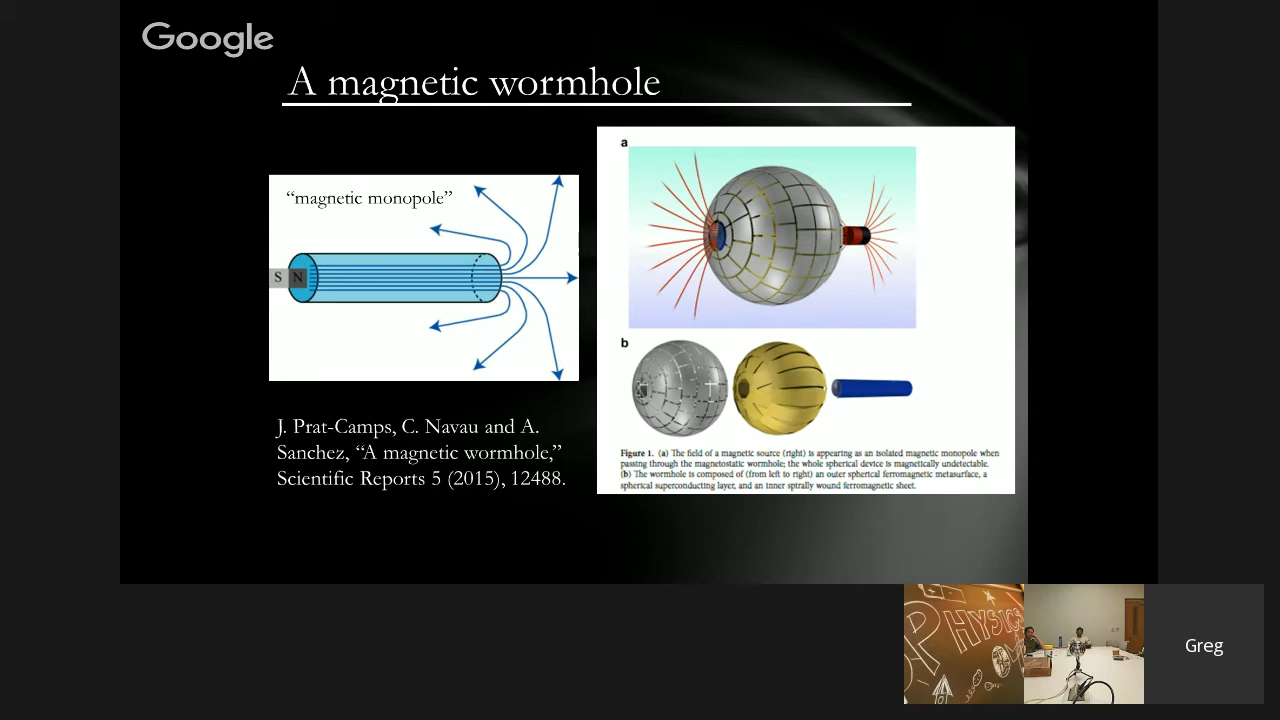 Google
A magnetic wormhole
“magnetic monopole”
S N
J. Prat-Camps, C. Navau and A.
Sanchez, “A magnetic wormhole,”
Scientific Reports 5 (2015), 12488.
a
b
Figure 1. (a) The field of a magnetic source (right) is appearing as an isolated magnetic monopole when
passing through the magnetostatic wormhole; the whole spherical device is magnetically undetectable.
(b) The wormhole is composed of (from left to right) an outer spherical ferromagnetic metasurface, a
spherical superconducting layer, and an inner spirally wound ferromagnetic sheet.
PHYSICS
Greg